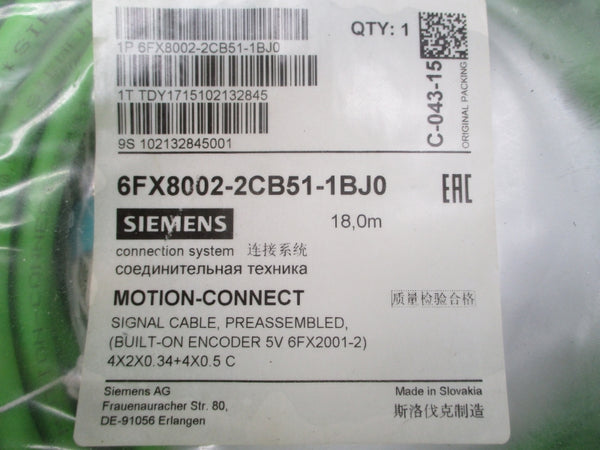 1P 6FX8002-2CB51-1BJ0
QTY: 1
1T TDY1715102132845
9S 102132845001
C-043-15
ORIGINAL PACKING
6FX8002-2CB51-1BJ0
EAC
SIEMENS
18,0m
connection system 连接系统
соединительная техника
MOTION-CONNECT
质量检验合格
SIGNAL CABLE, PREASSEMBLED,
(BUILT-ON ENCODER 5V 6FX2001-2)
4X2X0.34+4X0.5 C
Siemens AG
Frauenauracher Str. 80,
DE-91056 Erlangen
Made in Slovakia
斯洛伐克制造